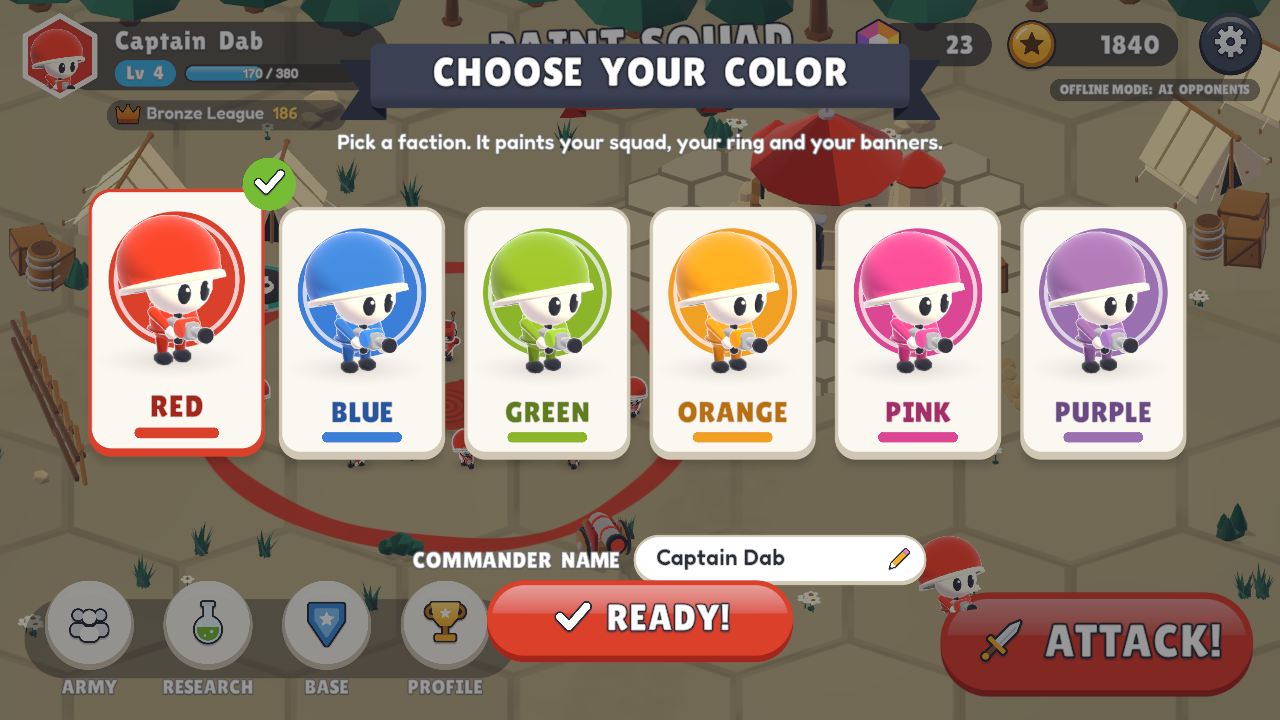 Captain Dab
PAINT SQUAD
23
1840
Lv 4
170 / 380
CHOOSE YOUR COLOR
OFFLINE MODE: AI OPPONENTS
Bronze League 186
Pick a faction. It paints your squad, your ring and your banners.
RED
BLUE
GREEN
ORANGE
PINK
PURPLE
COMMANDER NAME
Captain Dab
READY!
ATTACK!
ARMY
RESEARCH
BASE
PROFILE